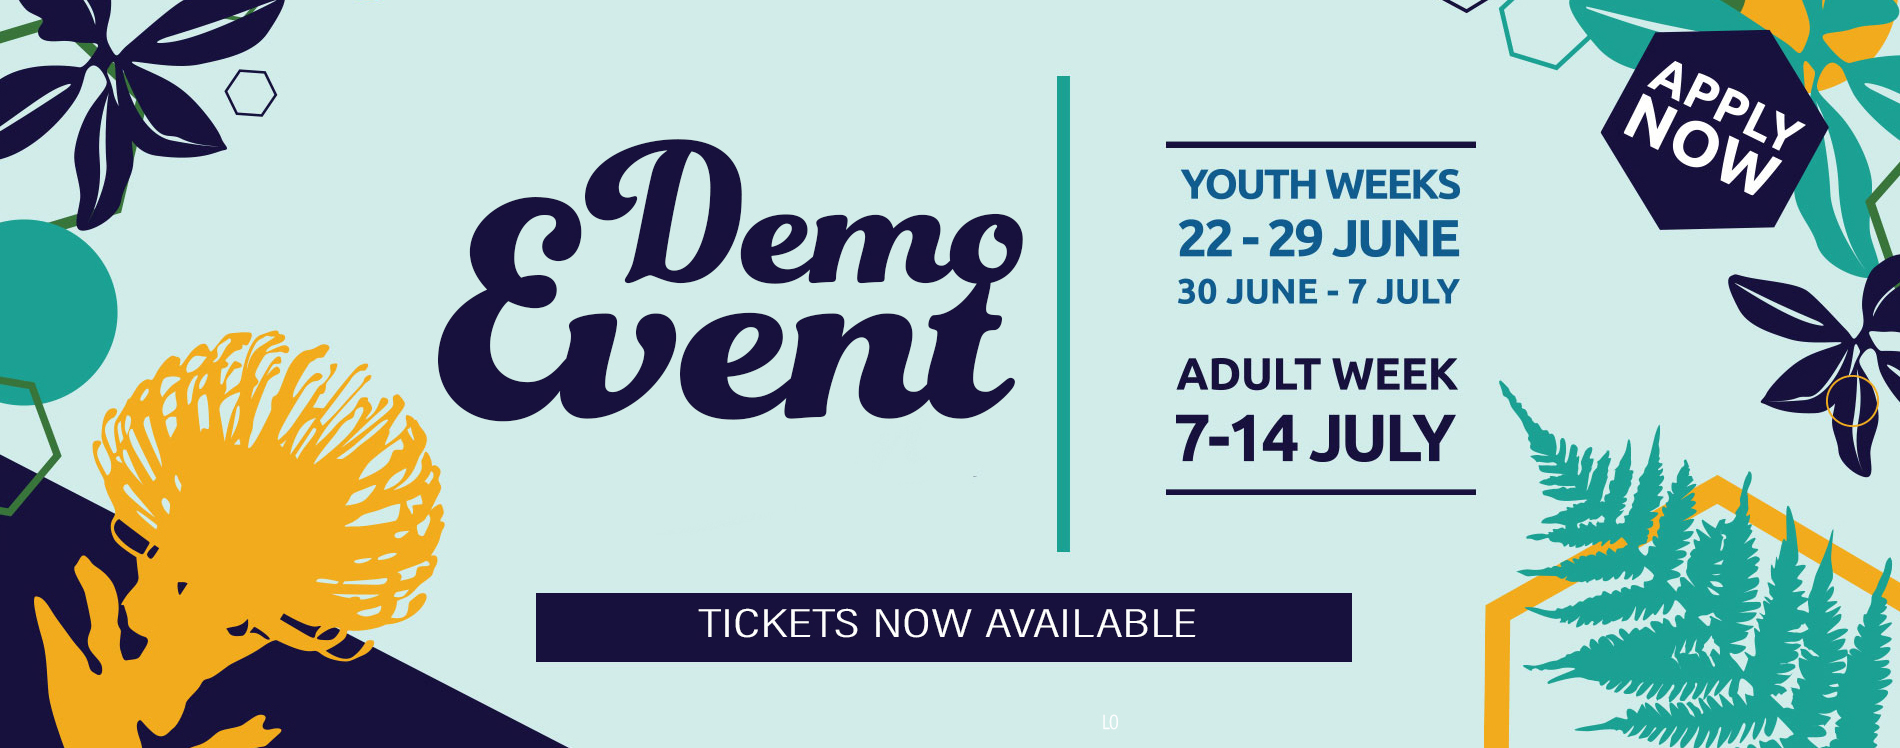 Demo
Event
YOUTH WEEKS
22 - 29 JUNE
30 JUNE - 7 JULY
ADULT WEEK
7-14 JULY
APPLY
NOW
TICKETS NOW AVAILABLE
LO